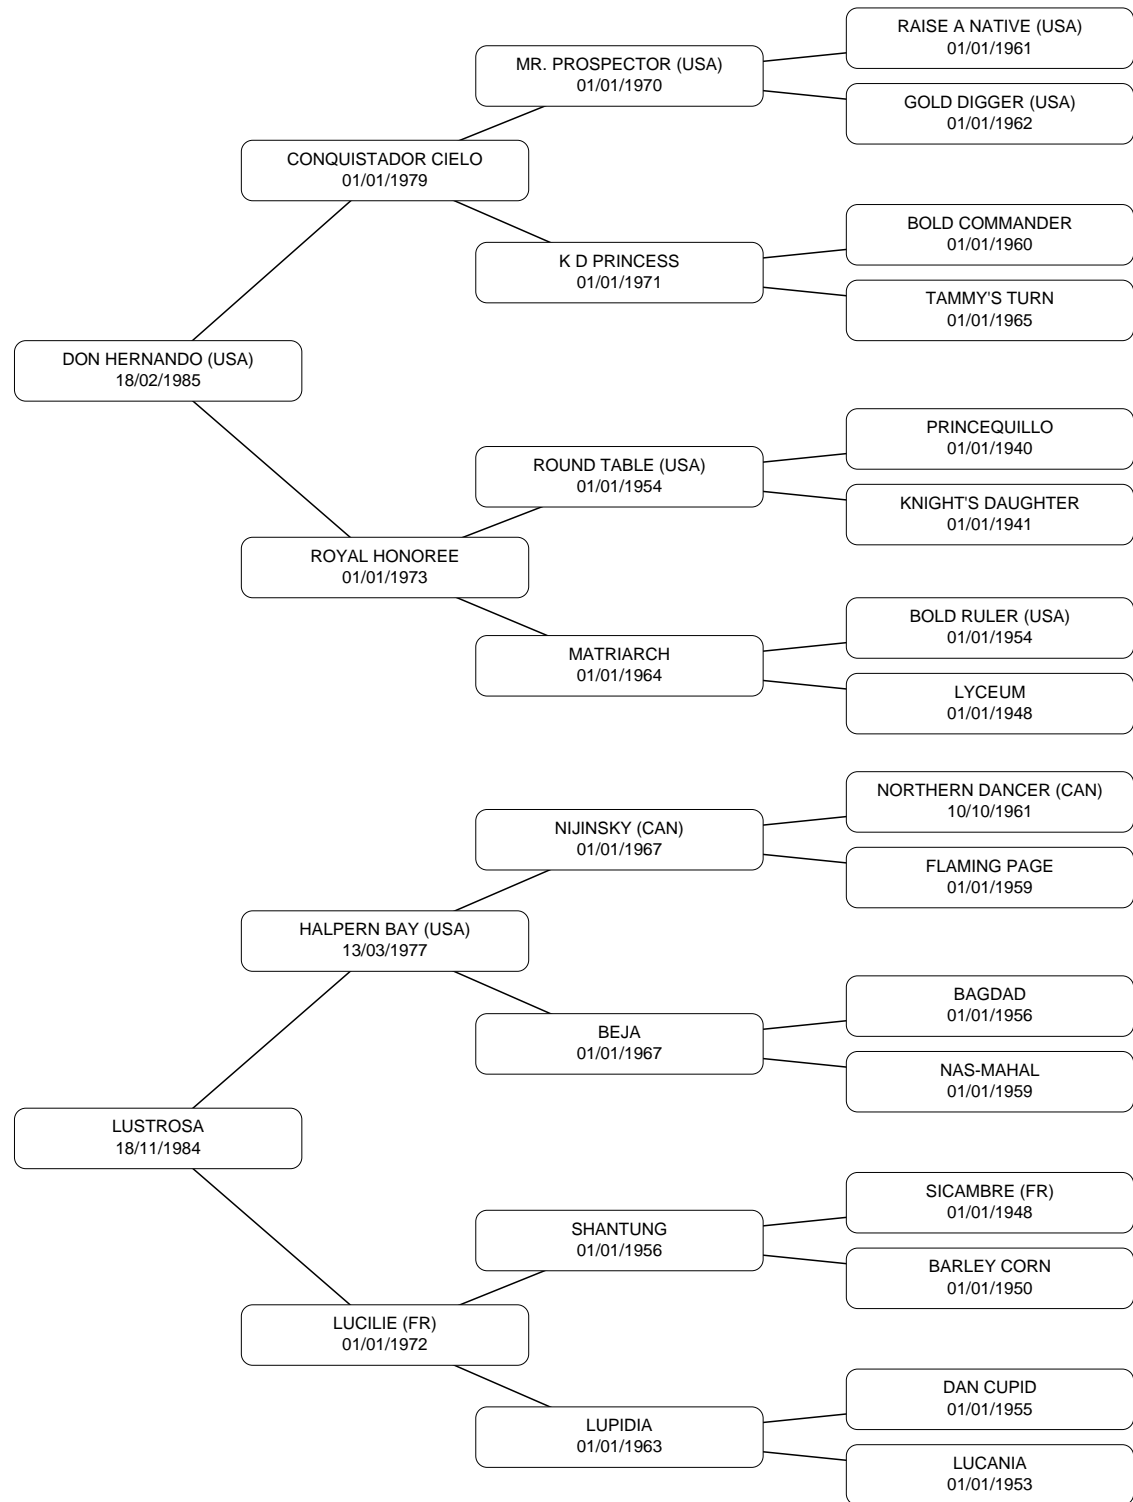 RAISE A NATIVE (USA)
01/01/1961
MR. PROSPECTOR (USA)
01/01/1970
GOLD DIGGER (USA)
01/01/1962
CONQUISTADOR CIELO
01/01/1979
BOLD COMMANDER
01/01/1960
K D PRINCESS
01/01/1971
TAMMY'S TURN
01/01/1965
DON HERNANDO (USA)
18/02/1985
PRINCEQUILLO
01/01/1940
ROUND TABLE (USA)
01/01/1954
KNIGHT'S DAUGHTER
01/01/1941
ROYAL HONOREE
01/01/1973
BOLD RULER (USA)
01/01/1954
MATRIARCH
01/01/1964
LYCEUM
01/01/1948
NORTHERN DANCER (CAN)
10/10/1961
NIJINSKY (CAN)
01/01/1967
FLAMING PAGE
01/01/1959
HALPERN BAY (USA)
13/03/1977
BAGDAD
01/01/1956
BEJA
01/01/1967
NAS-MAHAL
01/01/1959
LUSTROSA
18/11/1984
SICAMBRE (FR)
01/01/1948
SHANTUNG
01/01/1956
BARLEY CORN
01/01/1950
LUCILIE (FR)
01/01/1972
DAN CUPID
01/01/1955
LUPIDIA
01/01/1963
LUCANIA
01/01/1953